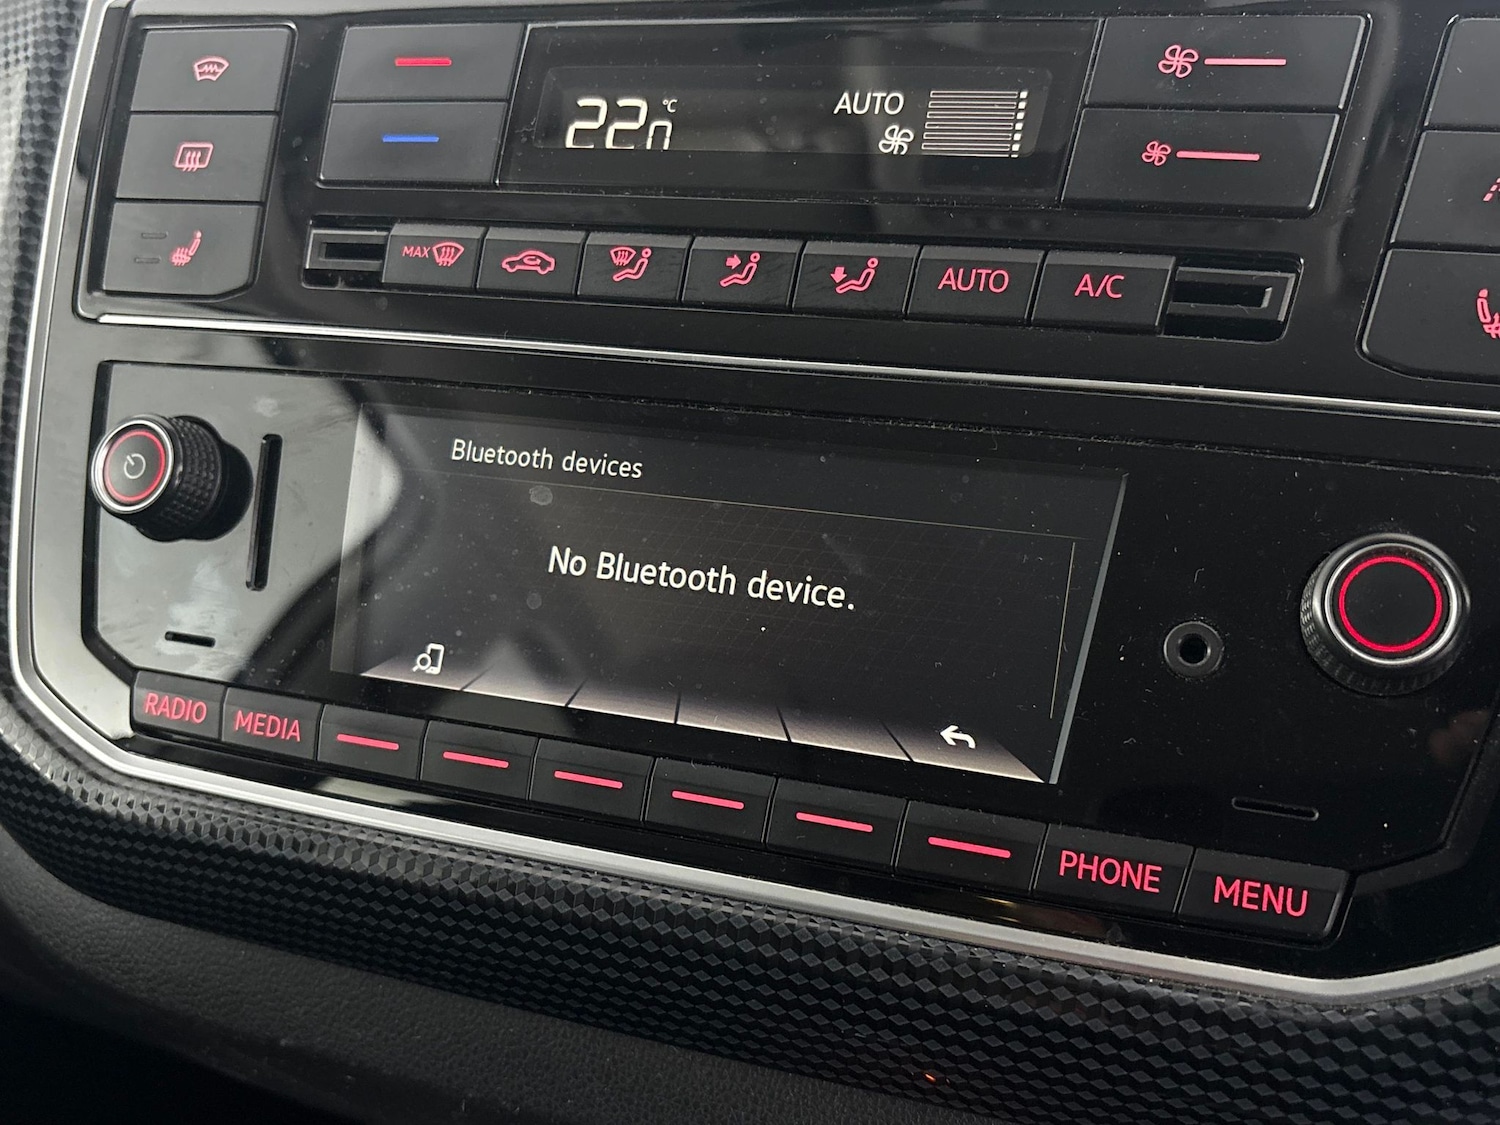 22.0 °C
AUTO
MAX
AUTO
A/C
Bluetooth devices
No Bluetooth device.
RADIO
MEDIA
PHONE
MENU